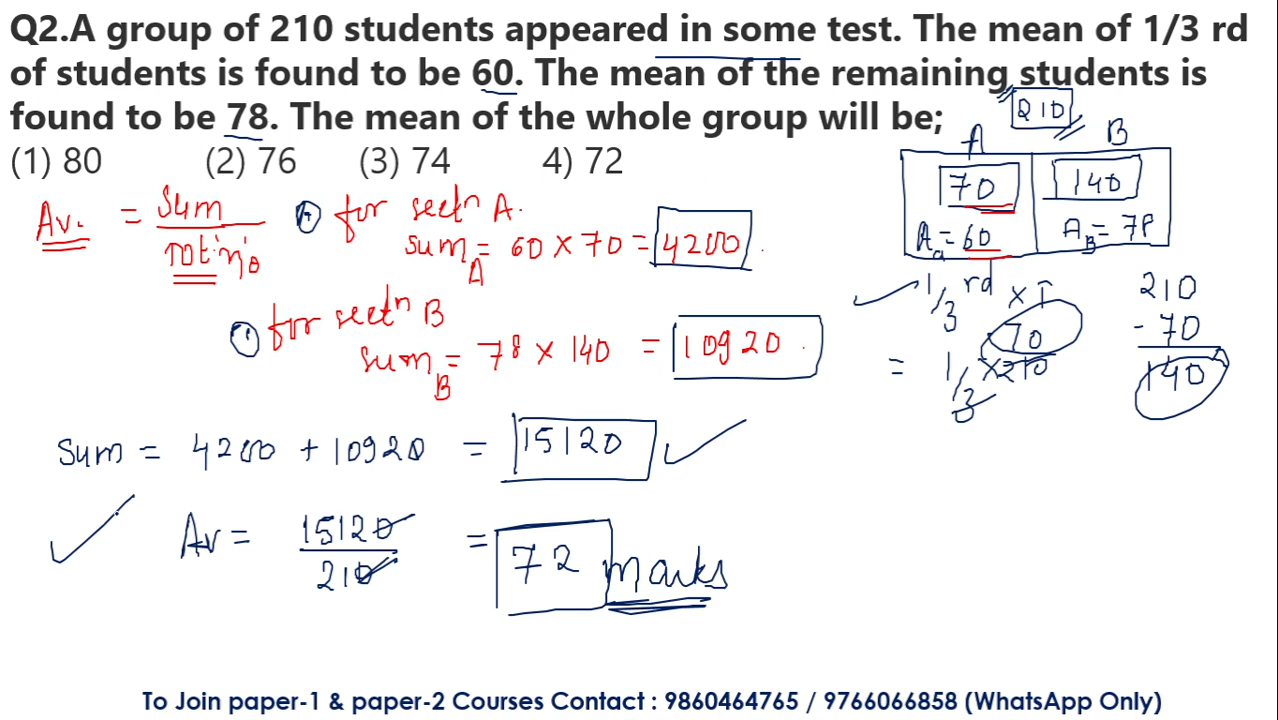 Q2.A group of 210 students appeared in some test. The mean of 1/3 rd
of students is found to be 60. The mean of the remaining students is
found to be 78. The mean of the whole group will be;
(1) 80 (2) 76 (3) 74 4) 72
210
A B
70 140
Aa = 60 AB = 78
Av. = Sum / Tot. no
for sectn A.
sumA = 60 × 70 = 4200
for sectn B
sumB = 78 × 140 = 10920
1/3 rd
70
= 1/3 × 210
210
- 70
140
Sum = 4200 + 10920 = 15120
Av = 15120 / 210 = 72 marks
To Join paper-1 & paper-2 Courses Contact : 9860464765 / 9766066858 (WhatsApp Only)